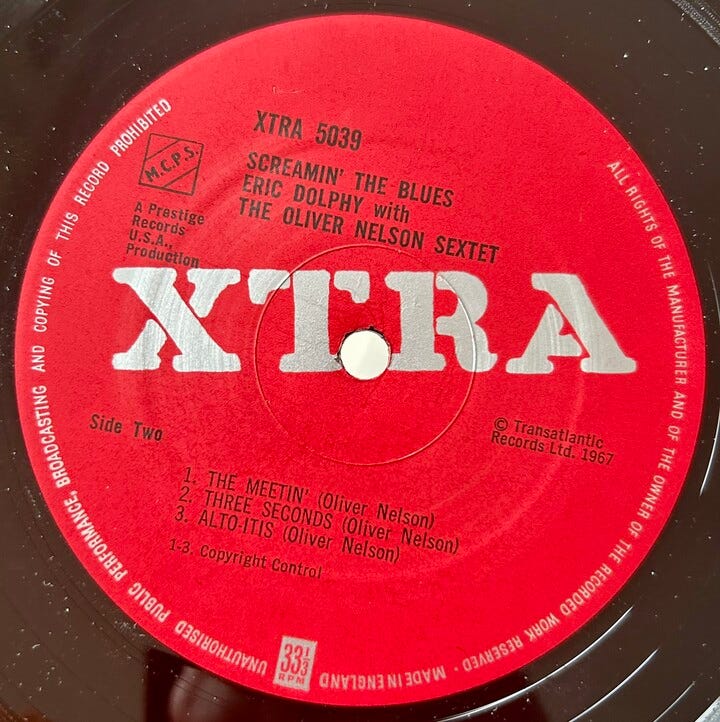 XTRA 5039
SCREAMIN' THE BLUES
ERIC DOLPHY with
THE OLIVER NELSON SEXTET
M.C.P.S.
A Prestige
Records
U.S.A.,
Production
XTRA
Side Two
© Transatlantic
Records Ltd. 1967
1. THE MEETIN' (Oliver Nelson)
2. THREE SECONDS (Oliver Nelson)
3. ALTO-ITIS (Oliver Nelson)
1-3. Copyright Control
33 1/3
RPM
ALL RIGHTS OF THE MANUFACTURER AND OF THE OWNER OF THE RECORDED WORK RESERVED · MADE IN ENGLAND
UNAUTHORISED PUBLIC PERFORMANCE, BROADCASTING AND COPYING OF THIS RECORD PROHIBITED